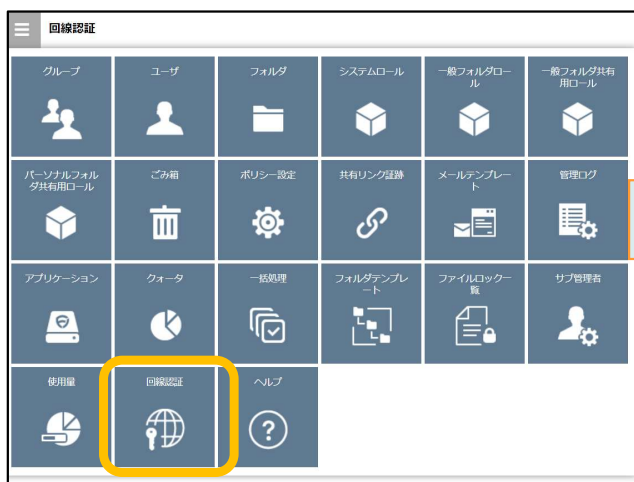 回線認証
グループ
ユーザ
フォルダ
システムロール
一般フォルダロー
ル
一般フォルダ共有
用ロール
パーソナルフォル
ダ共有用ロール
ごみ箱
ポリシー設定
共有リンク証跡
メールテンプレー
ト
管理ログ
アプリケーション
クォータ
一括処理
フォルダテンプレ
ート
ファイルロック一
覧
サブ管理者
使用量
回線認証
ヘルプ